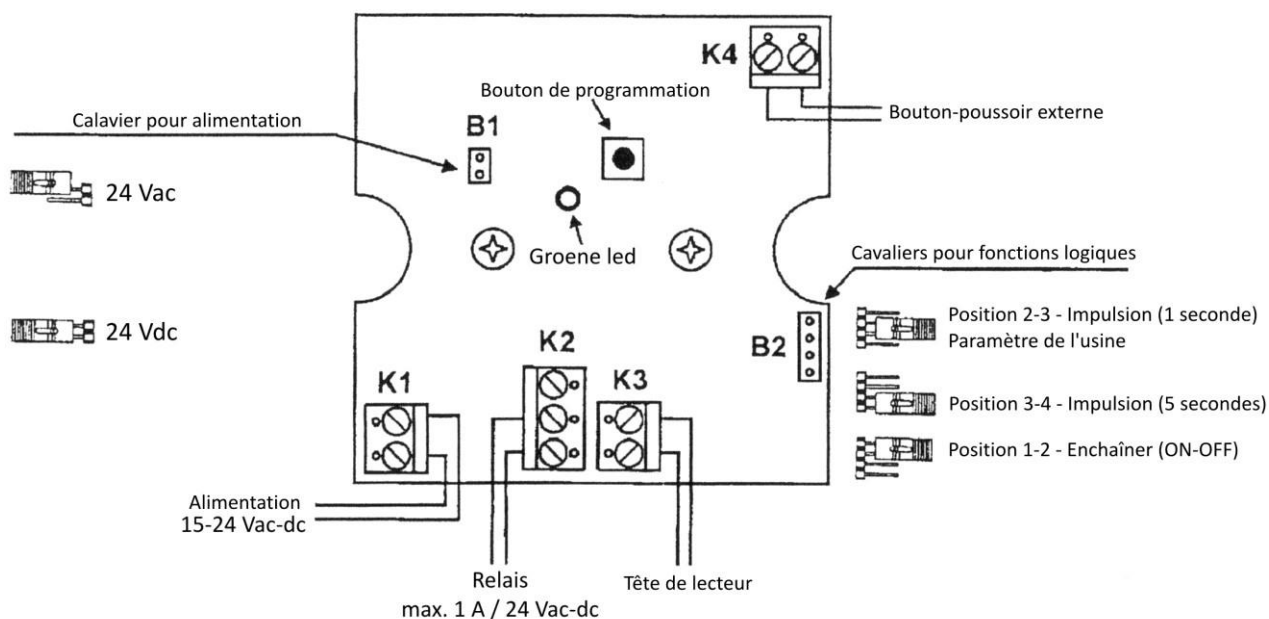 K4
Bouton de programmation
Bouton-poussoir externe
Calavier pour alimentation
B1
24 Vac
Groene led
Cavaliers pour fonctions logiques
24 Vdc
Position 2-3 - Impulsion (1 seconde)
Paramètre de l'usine
B2
K2
K1
K3
Position 3-4 - Impulsion (5 secondes)
Position 1-2 - Enchaîner (ON-OFF)
Alimentation
15-24 Vac-dc
Relais
max. 1 A / 24 Vac-dc
Tête de lecteur